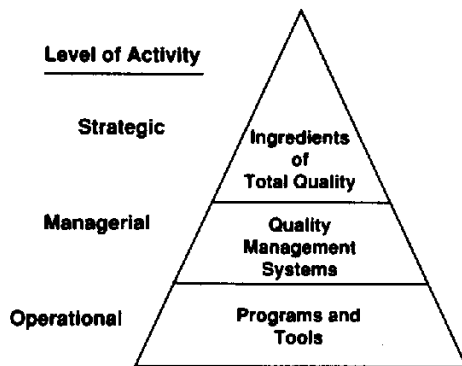 Level of Activity
Strategic
Ingredients
of
Total Quality
Managerial
Quality
Management
Systems
Operational
Programs and
Tools